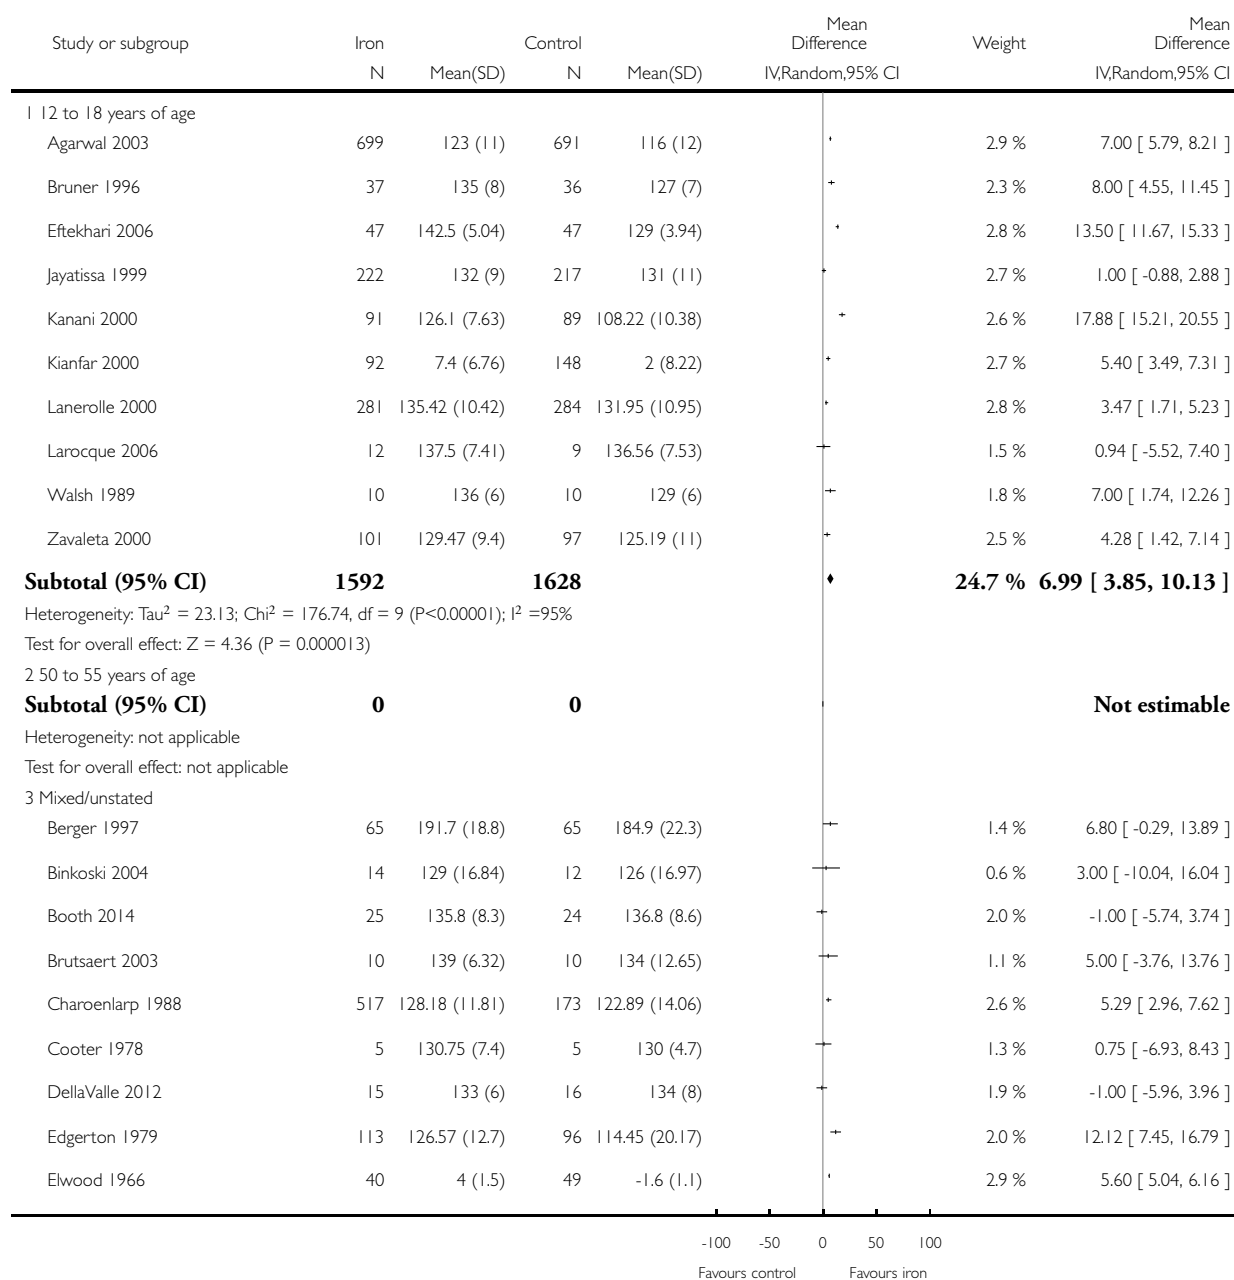 Study or subgroup Iron Control Mean Difference Weight Mean Difference
N Mean(SD) N Mean(SD) IV,Random,95% CI IV,Random,95% CI
1 12 to 18 years of age
Agarwal 2003 699 123 (11) 691 116 (12) 2.9 % 7.00 [ 5.79, 8.21 ]
Bruner 1996 37 135 (8) 36 127 (7) 2.3 % 8.00 [ 4.55, 11.45 ]
Eftekhari 2006 47 142.5 (5.04) 47 129 (3.94) 2.8 % 13.50 [ 11.67, 15.33 ]
Jayatissa 1999 222 132 (9) 217 131 (11) 2.7 % 1.00 [ -0.88, 2.88 ]
Kanani 2000 91 126.1 (7.63) 89 108.22 (10.38) 2.6 % 17.88 [ 15.21, 20.55 ]
Kianfar 2000 92 7.4 (6.76) 148 2 (8.22) 2.7 % 5.40 [ 3.49, 7.31 ]
Lanerolle 2000 281 135.42 (10.42) 284 131.95 (10.95) 2.8 % 3.47 [ 1.71, 5.23 ]
Larocque 2006 12 137.5 (7.41) 9 136.56 (7.53) 1.5 % 0.94 [ -5.52, 7.40 ]
Walsh 1989 10 136 (6) 10 129 (6) 1.8 % 7.00 [ 1.74, 12.26 ]
Zavaleta 2000 101 129.47 (9.4) 97 125.19 (11) 2.5 % 4.28 [ 1.42, 7.14 ]
Subtotal (95% CI) 1592 1628 24.7 % 6.99 [ 3.85, 10.13 ]
Heterogeneity: Tau² = 23.13; Chi² = 176.74, df = 9 (P<0.00001); I² =95%
Test for overall effect: Z = 4.36 (P = 0.000013)
2 50 to 55 years of age
Subtotal (95% CI) 0 0 Not estimable
Heterogeneity: not applicable
Test for overall effect: not applicable
3 Mixed/unstated
Berger 1997 65 191.7 (18.8) 65 184.9 (22.3) 1.4 % 6.80 [ -0.29, 13.89 ]
Binkoski 2004 14 129 (16.84) 12 126 (16.97) 0.6 % 3.00 [ -10.04, 16.04 ]
Booth 2014 25 135.8 (8.3) 24 136.8 (8.6) 2.0 % -1.00 [ -5.74, 3.74 ]
Brutsaert 2003 10 139 (6.32) 10 134 (12.65) 1.1 % 5.00 [ -3.76, 13.76 ]
Charoenlarp 1988 517 128.18 (11.81) 173 122.89 (14.06) 2.6 % 5.29 [ 2.96, 7.62 ]
Cooter 1978 5 130.75 (7.4) 5 130 (4.7) 1.3 % 0.75 [ -6.93, 8.43 ]
DellaValle 2012 15 133 (6) 16 134 (8) 1.9 % -1.00 [ -5.96, 3.96 ]
Edgerton 1979 113 126.57 (12.7) 96 114.45 (20.17) 2.0 % 12.12 [ 7.45, 16.79 ]
Elwood 1966 40 4 (1.5) 49 -1.6 (1.1) 2.9 % 5.60 [ 5.04, 6.16 ]
-100 -50 0 50 100
Favours control Favours iron